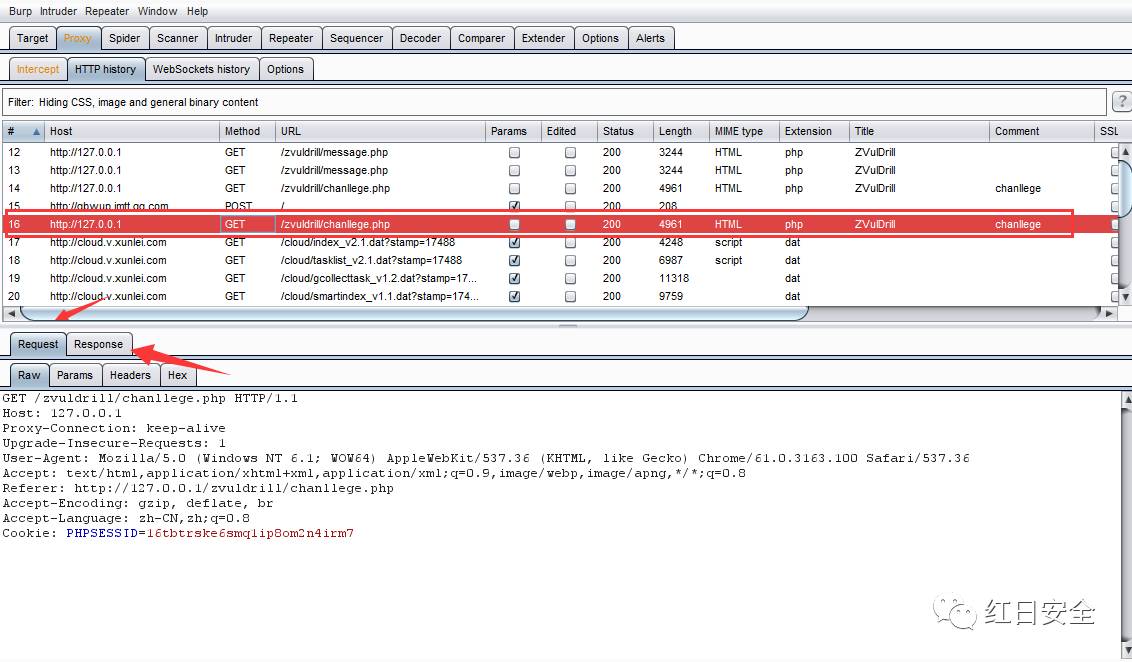 Burp Intruder Repeater Window Help
Target Proxy Spider Scanner Intruder Repeater Sequencer Decoder Comparer Extender Options Alerts
Intercept HTTP history WebSockets history Options
Filter: Hiding CSS, image and general binary content ?
# Host Method URL Params Edited Status Length MIME type Extension Title Comment SSL
12 http://127.0.0.1 GET /zvuldrill/message.php 200 3244 HTML php ZVulDrill
13 http://127.0.0.1 GET /zvuldrill/message.php 200 3244 HTML php ZVulDrill
14 http://127.0.0.1 GET /zvuldrill/chanllege.php 200 4961 HTML php ZVulDrill chanllege
15 http://qbwup.imtt.qq.com POST / 200 208
16 http://127.0.0.1 GET /zvuldrill/chanllege.php 200 4961 HTML php ZVulDrill chanllege
17 http://cloud.v.xunlei.com GET /cloud/index_v2.1.dat?stamp=17488 200 4248 script dat
18 http://cloud.v.xunlei.com GET /cloud/tasklist_v2.1.dat?stamp=17488 200 6987 script dat
19 http://cloud.v.xunlei.com GET /cloud/gcollecttask_v1.2.dat?stamp=17... 200 11318 dat
20 http://cloud.v.xunlei.com GET /cloud/smartindex_v1.1.dat?stamp=174... 200 9759 dat
Request Response
Raw Params Headers Hex
GET /zvuldrill/chanllege.php HTTP/1.1
Host: 127.0.0.1
Proxy-Connection: keep-alive
Upgrade-Insecure-Requests: 1
User-Agent: Mozilla/5.0 (Windows NT 6.1; WOW64) AppleWebKit/537.36 (KHTML, like Gecko) Chrome/61.0.3163.100 Safari/537.36
Accept: text/html,application/xhtml+xml,application/xml;q=0.9,image/webp,image/apng,*/*;q=0.8
Referer: http://127.0.0.1/zvuldrill/chanllege.php
Accept-Encoding: gzip, deflate, br
Accept-Language: zh-CN,zh;q=0.8
Cookie: PHPSESSID=16tbtrske6smq1ip8om2n4irm7
红日安全